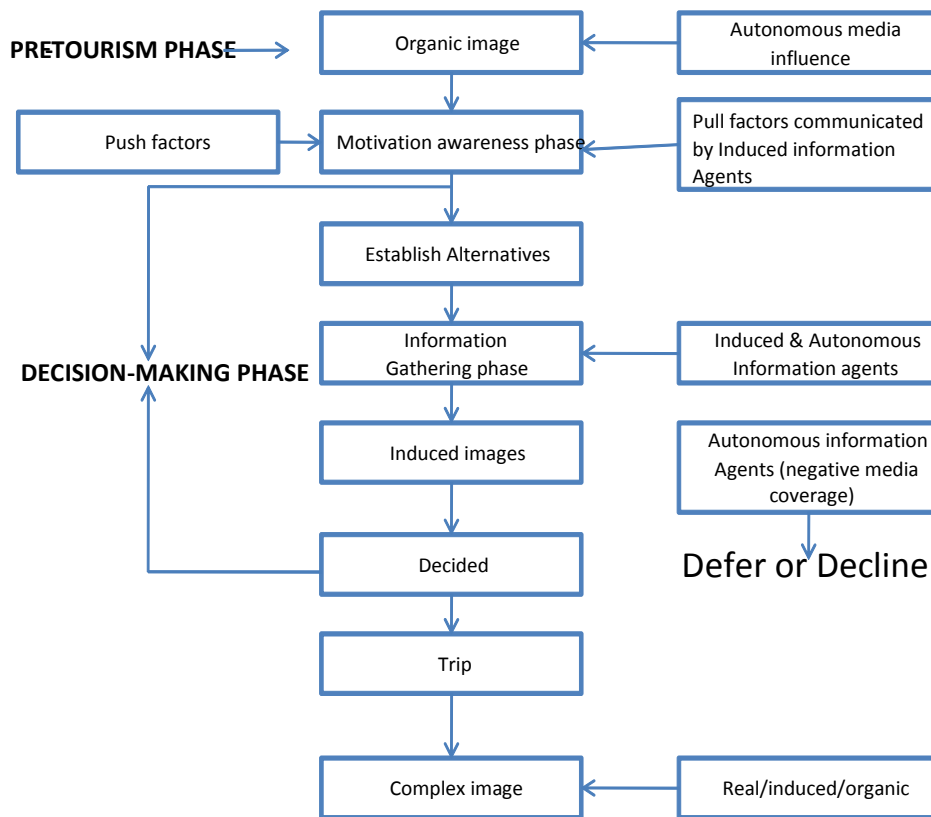 PRETOURISM PHASE
Organic image
Autonomous media
influence
Push factors
Motivation awareness phase
Pull factors communicated
by Induced information
Agents
Establish Alternatives
Information
Gathering phase
Induced & Autonomous
Information agents
DECISION-MAKING PHASE
Induced images
Autonomous information
Agents (negative media
coverage)
Decided
Defer or Decline
Trip
Complex image
Real/induced/organic